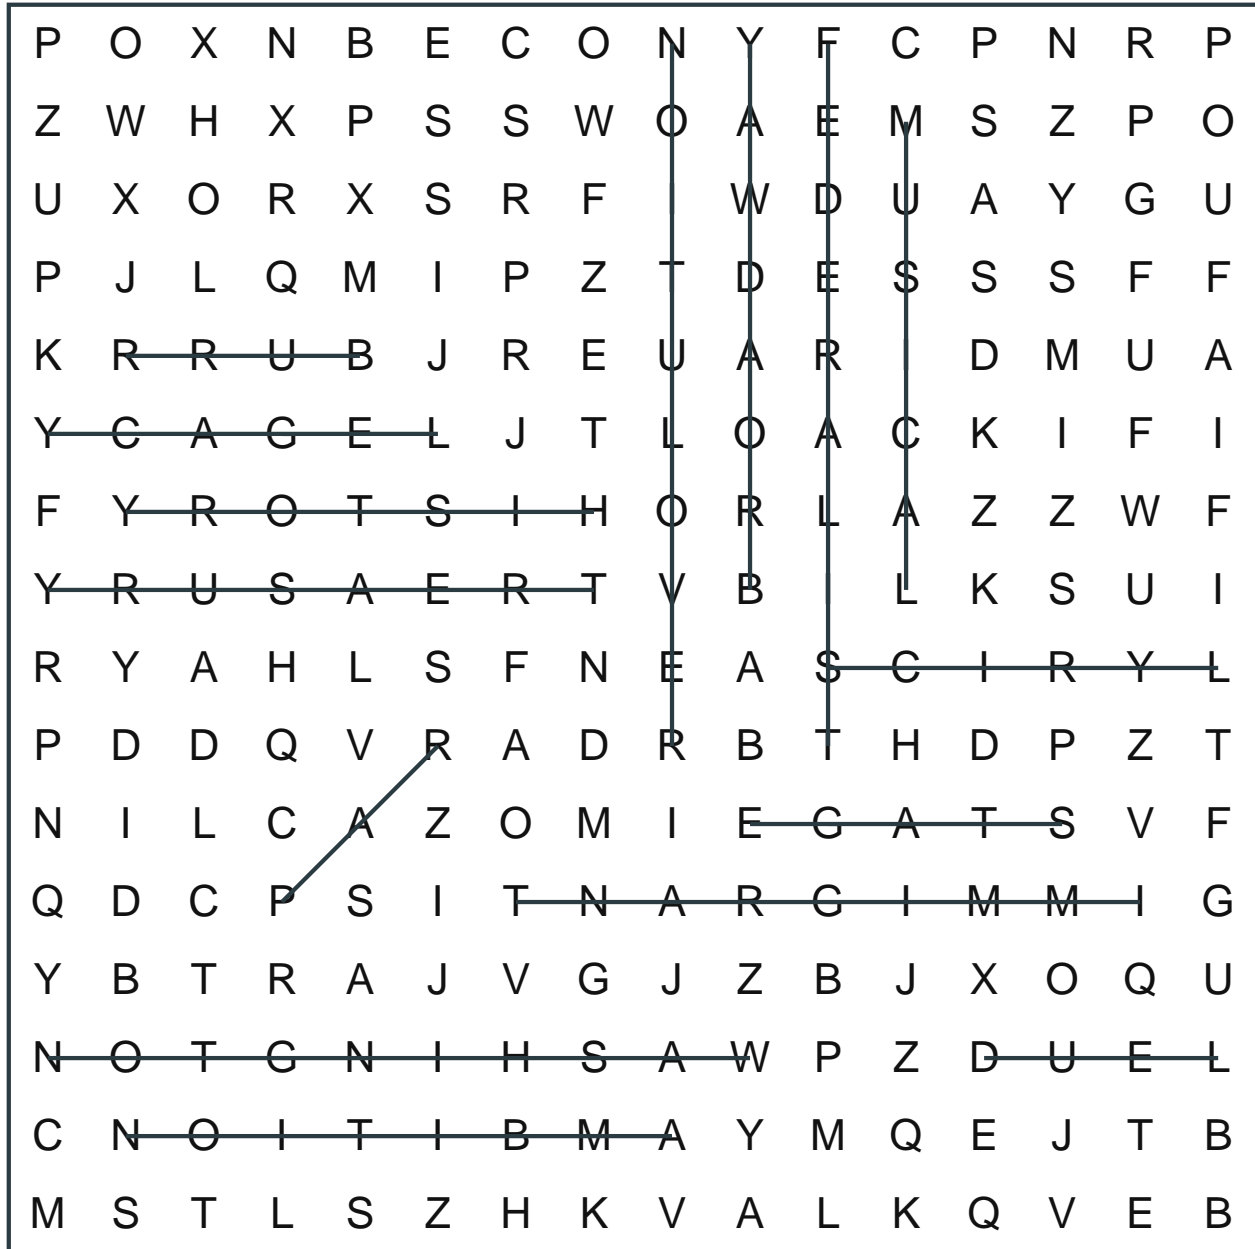 P O X N B E C O N Y F C P N R P
Z W H X P S S W O A E M S Z P O
U X O R X S R F I W D U A Y G U
P J L Q M I P Z T D E S S S F F
K R R U B J R E U A R I D M U A
Y C A G E L J T L O A C K I F I
F Y R O T S I H O R L A Z Z W F
Y R U S A E R T V B I L K S U I
R Y A H L S F N E A S C I R Y L
P D D Q V R A D R B T H D P Z T
N I L C A Z O M I E G A T S V F
Q D C P S I T N A R G I M M I G
Y B T R A J V G J Z B J X O Q U
N O T G N I H S A W P Z D U E L
C N O I T I B M A Y M Q E J T B
M S T L S Z H K V A L K Q V E B